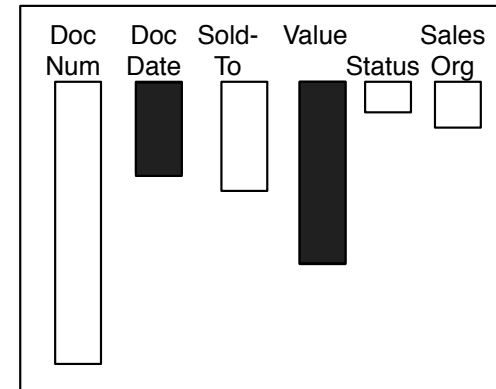 Doc Doc Sold- Value Sales
Num Date To Status Org